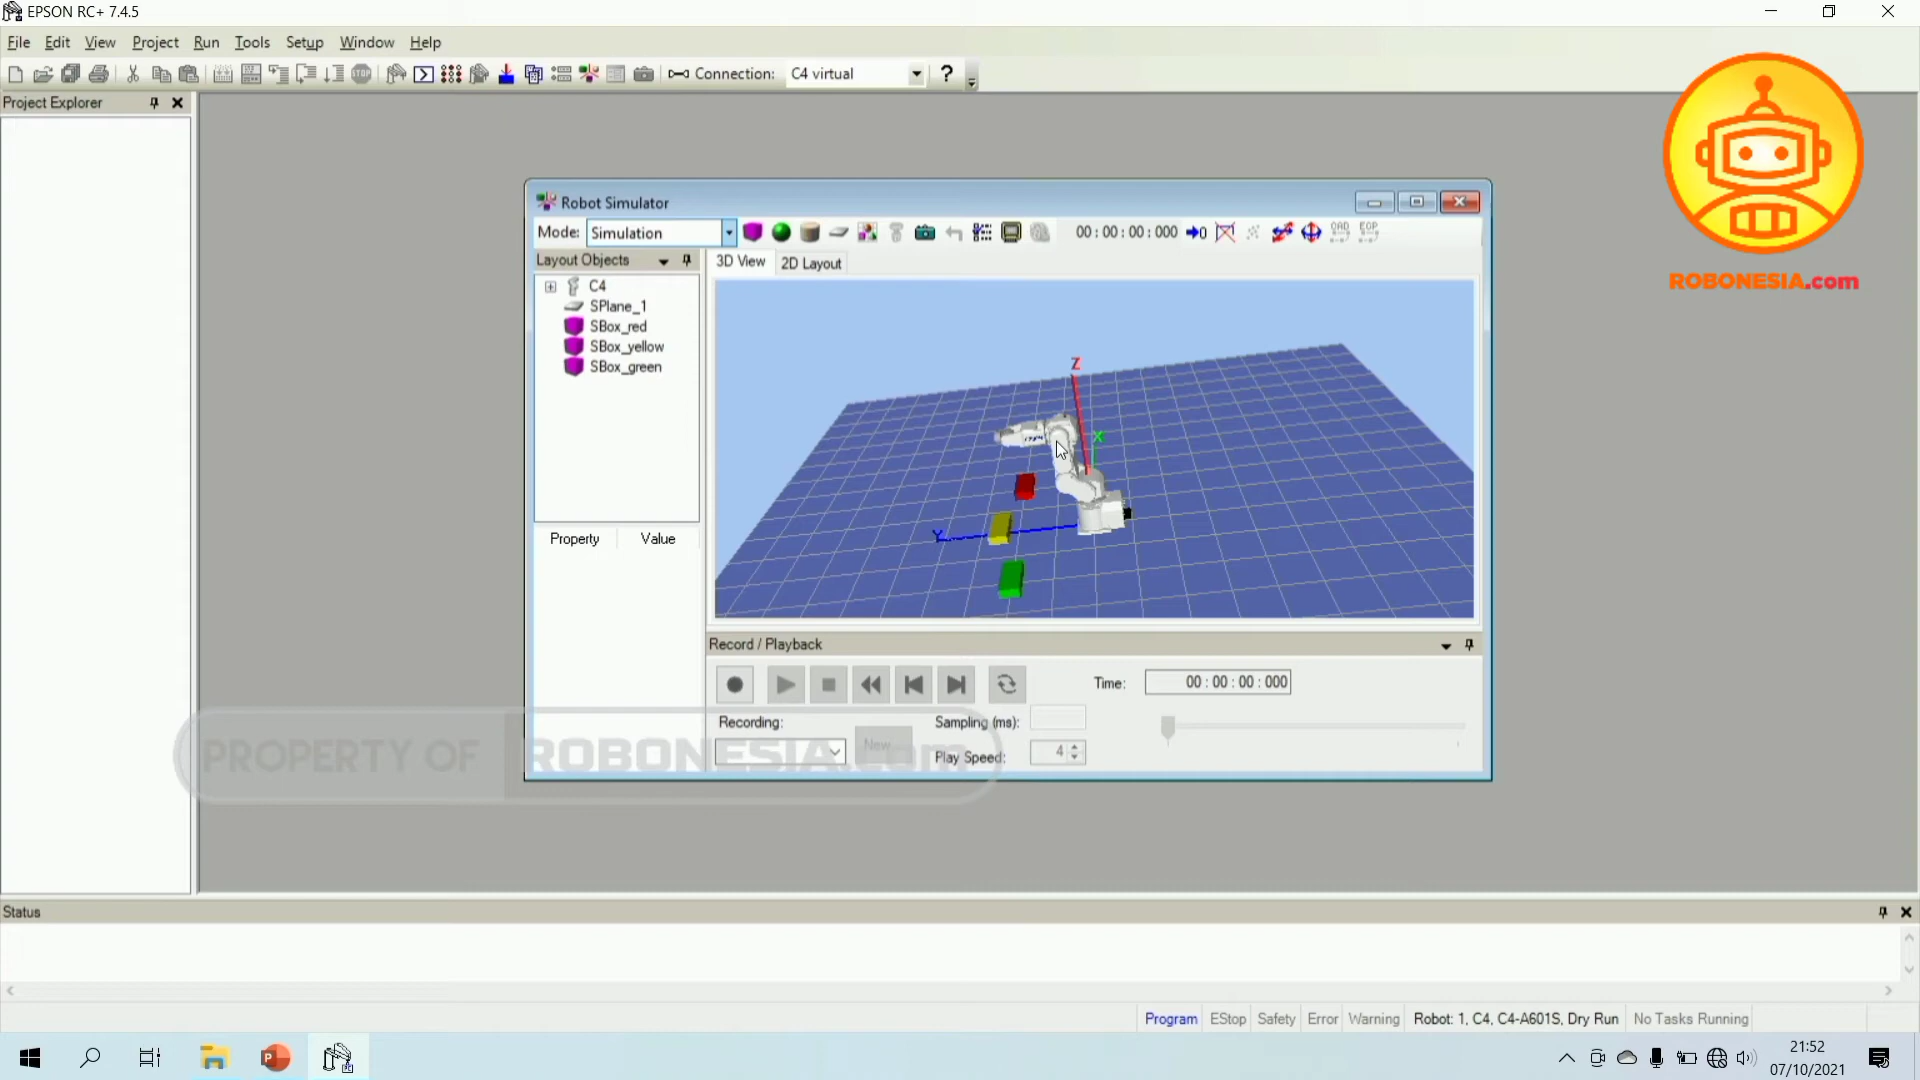 EPSON RC+ 7.4.5
File Edit View Project Run Tools Setup Window Help
Connection: C4 virtual
?
Project Explorer
ROBONESIA.com
Robot Simulator
Mode: Simulation
00:00:00:000
Layout Objects
3D View 2D Layout
C4
SPlane_1
SBox_red
SBox_yellow
SBox_green
Z
X
Y
Property Value
Record / Playback
Time: 00:00:00:000
Recording:
New
Sampling (ms):
Play Speed: 4
PROPERTY OF ROBONESIA.com
Status
Program EStop Safety Error Warning Robot: 1, C4, C4-A601S, Dry Run No Tasks Running
21:52
07/10/2021